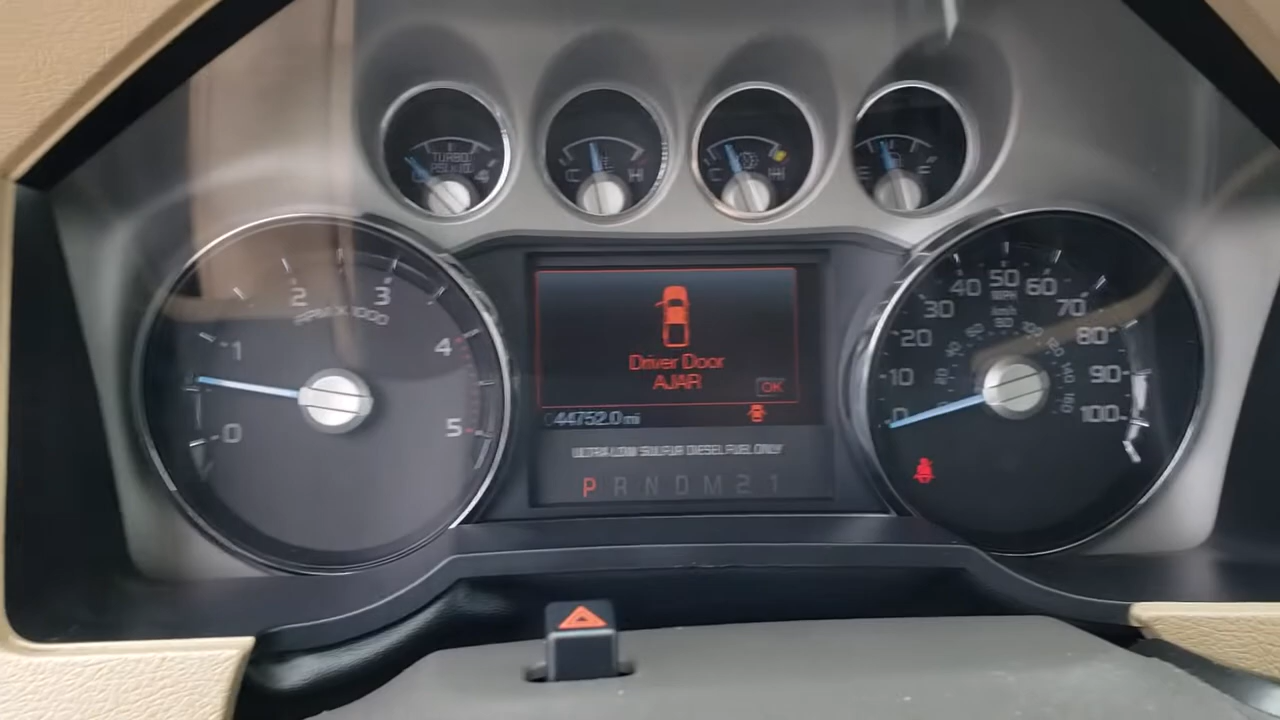 TURBO
C H
C H
E F
2 3
RPM X 1000
1 4
0 5
Driver Door
AJAR
OK
44752.0 mi
ULTRA LOW SULFUR DIESEL FUEL ONLY
P R N D M 2 1
40 50 60
MPH
30 70
km/h
20 80
10 90
0 100